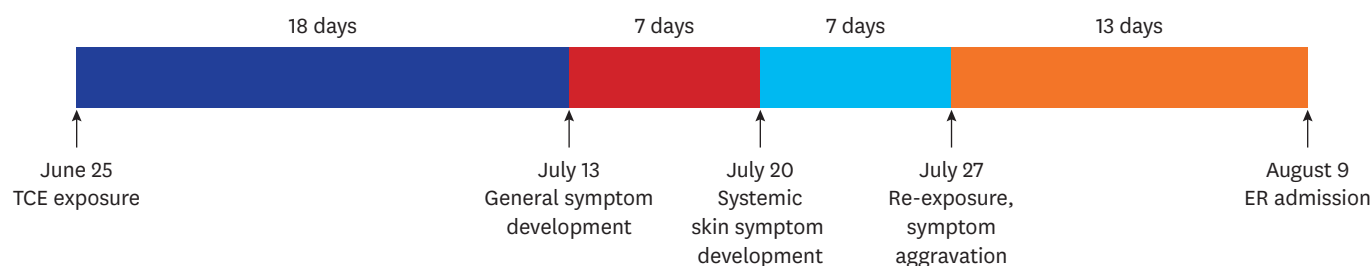 18 days
7 days
7 days
13 days
June 25
TCE exposure
July 13
General symptom
development
July 20
Systemic
skin symptom
development
July 27
Re-exposure,
symptom
aggravation
August 9
ER admission